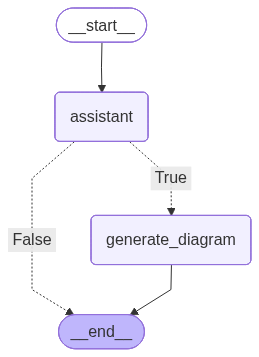 __start__
assistant
True
False
generate_diagram
__end__